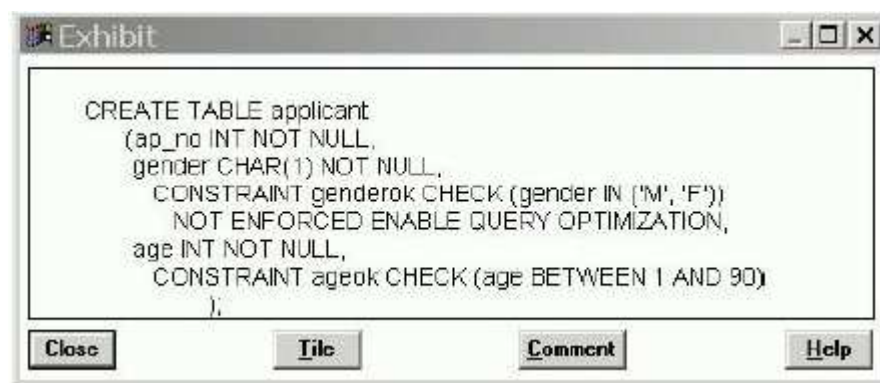 Exhibit
CREATE TABLE applicant
(ap_no INT NOT NULL,
gender CHAR(1) NOT NULL,
CONSTRAINT genderok CHECK (gender IN ('M', 'F'))
NOT ENFORCED ENABLE QUERY OPTIMIZATION,
age INT NOT NULL,
CONSTRAINT ageok CHECK (age BETWEEN 1 AND 90)
);
Close Tile Comment Help